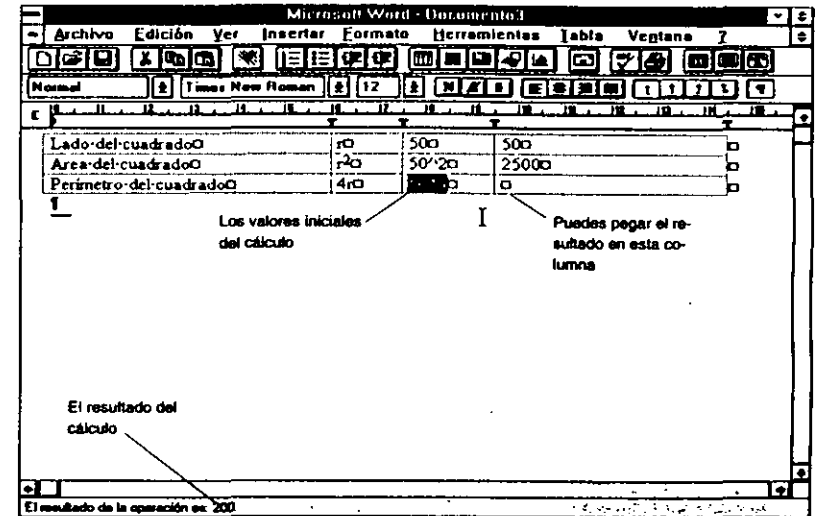 Microsoft Word - Documento3
Archivo Edición Ver Insertar Formato Herramientas Tabla Ventana ?
Normal Times New Roman 12 N K S
Lado·del·cuadrado¤ r¤ 50¤ 50¤
Area·del·cuadrado¤ r²¤ 50^·2¤ 2500¤
Perímetro·del·cuadrado¤ 4r¤ ¤ ¤
¶
Los valores iniciales
del cálculo
Puedes pegar el re-
sultado en esta co-
lumna
El resultado del
cálculo
El resultado de la operación es: 200